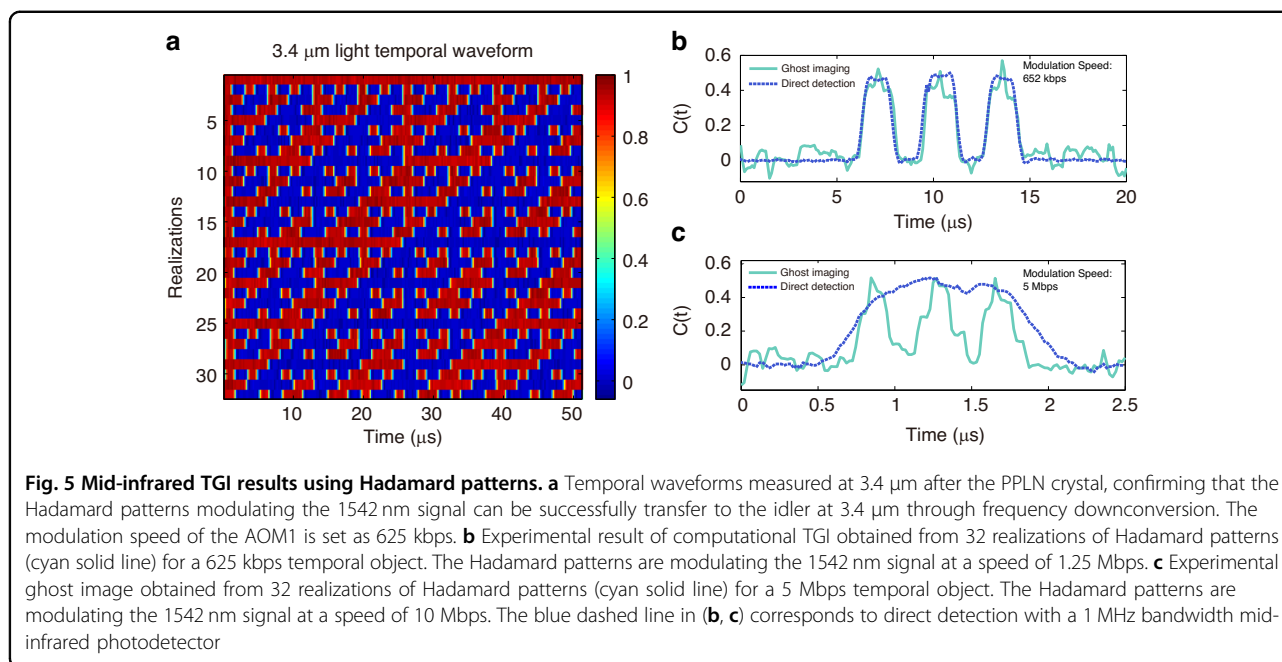 a
3.4 μm light temporal waveform
5
10
15
20
25
30
Realizations
10 20 30 40 50
Time (μs)
1
0.8
0.6
0.4
0.2
0
b
0.6
0.4
0.2
0
C(t)
Ghost imaging
Direct detection
Modulation Speed:
652 kbps
0 5 10 15 20
Time (μs)
c
0.6
0.4
0.2
0
C(t)
Ghost imaging
Direct detection
Modulation Speed:
5 Mbps
0 0.5 1 1.5 2 2.5
Time (μs)
Fig. 5 Mid-infrared TGI results using Hadamard patterns. a Temporal waveforms measured at 3.4 μm after the PPLN crystal, confirming that the
Hadamard patterns modulating the 1542 nm signal can be successfully transfer to the idler at 3.4 μm through frequency downconversion. The
modulation speed of the AOM1 is set as 625 kbps. b Experimental result of computational TGI obtained from 32 realizations of Hadamard patterns
(cyan solid line) for a 625 kbps temporal object. The Hadamard patterns are modulating the 1542 nm signal at a speed of 1.25 Mbps. c Experimental
ghost image obtained from 32 realizations of Hadamard patterns (cyan solid line) for a 5 Mbps temporal object. The Hadamard patterns are
modulating the 1542 nm signal at a speed of 10 Mbps. The blue dashed line in (b, c) corresponds to direct detection with a 1 MHz bandwidth mid-
infrared photodetector